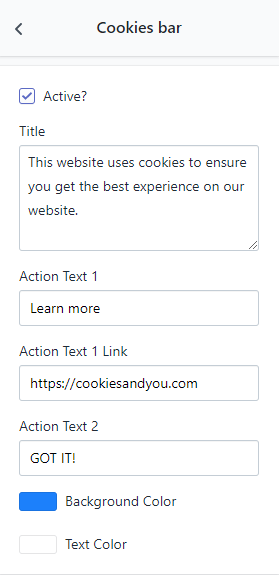 Cookies bar
Active?
Title
This website uses cookies to ensure
you get the best experience on our
website.
Action Text 1
Learn more
Action Text 1 Link
https://cookiesandyou.com
Action Text 2
GOT IT!
Background Color
Text Color